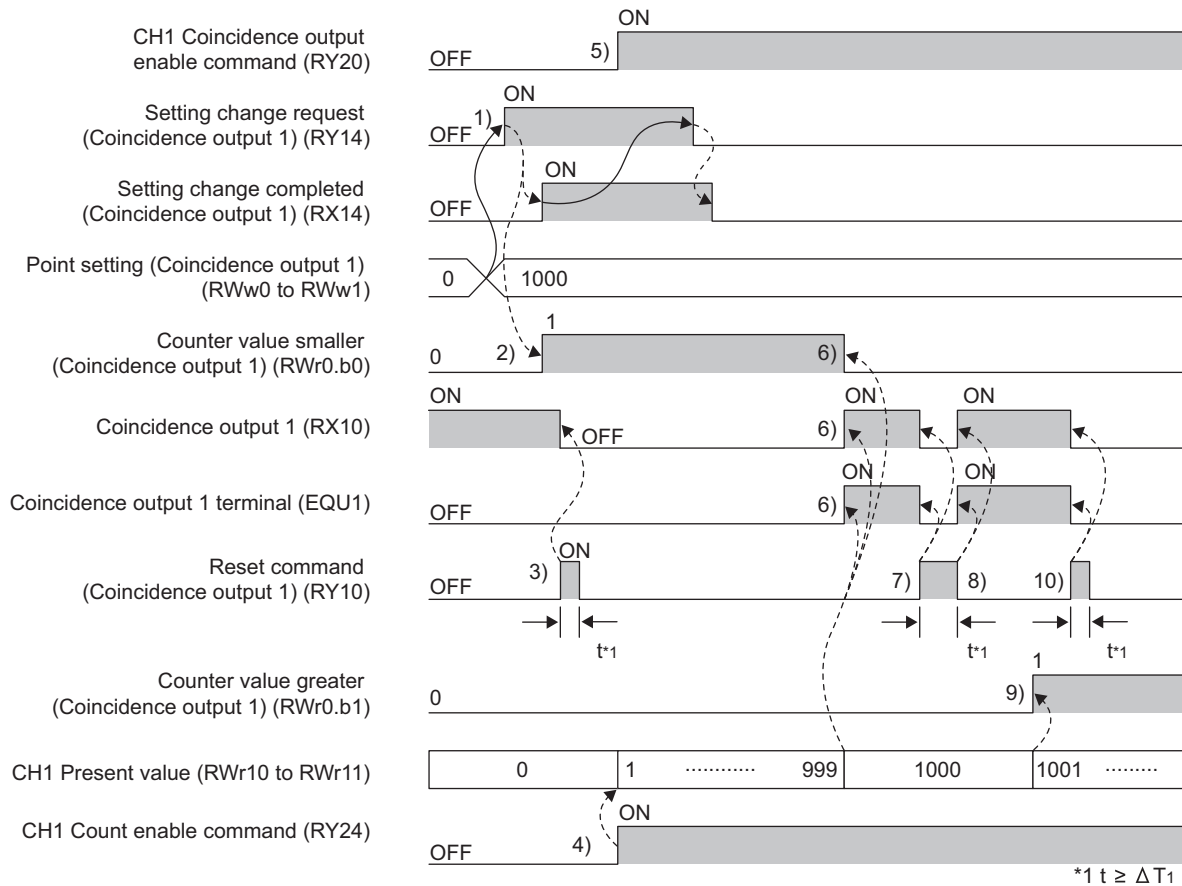 ON
CH1 Coincidence output
enable command (RY20)
OFF
5)
ON
Setting change request
(Coincidence output 1) (RY14)
OFF
1)
ON
Setting change completed
(Coincidence output 1) (RX14)
OFF
Point setting (Coincidence output 1)
(RWw0 to RWw1)
0
1000
1
Counter value smaller
(Coincidence output 1) (RWr0.b0)
0
2)
6)
ON
ON
ON
Coincidence output 1 (RX10)
OFF
6)
ON
ON
Coincidence output 1 terminal (EQU1)
OFF
6)
ON
Reset command
(Coincidence output 1) (RY10)
OFF
3)
7)
8)
10)
t*1
t*1
t*1
1
Counter value greater
(Coincidence output 1) (RWr0.b1)
0
9)
CH1 Present value (RWr10 to RWr11)
0
1
············
999
1000
1001
·········
ON
CH1 Count enable command (RY24)
OFF
4)
*1 t ≥ ΔT1